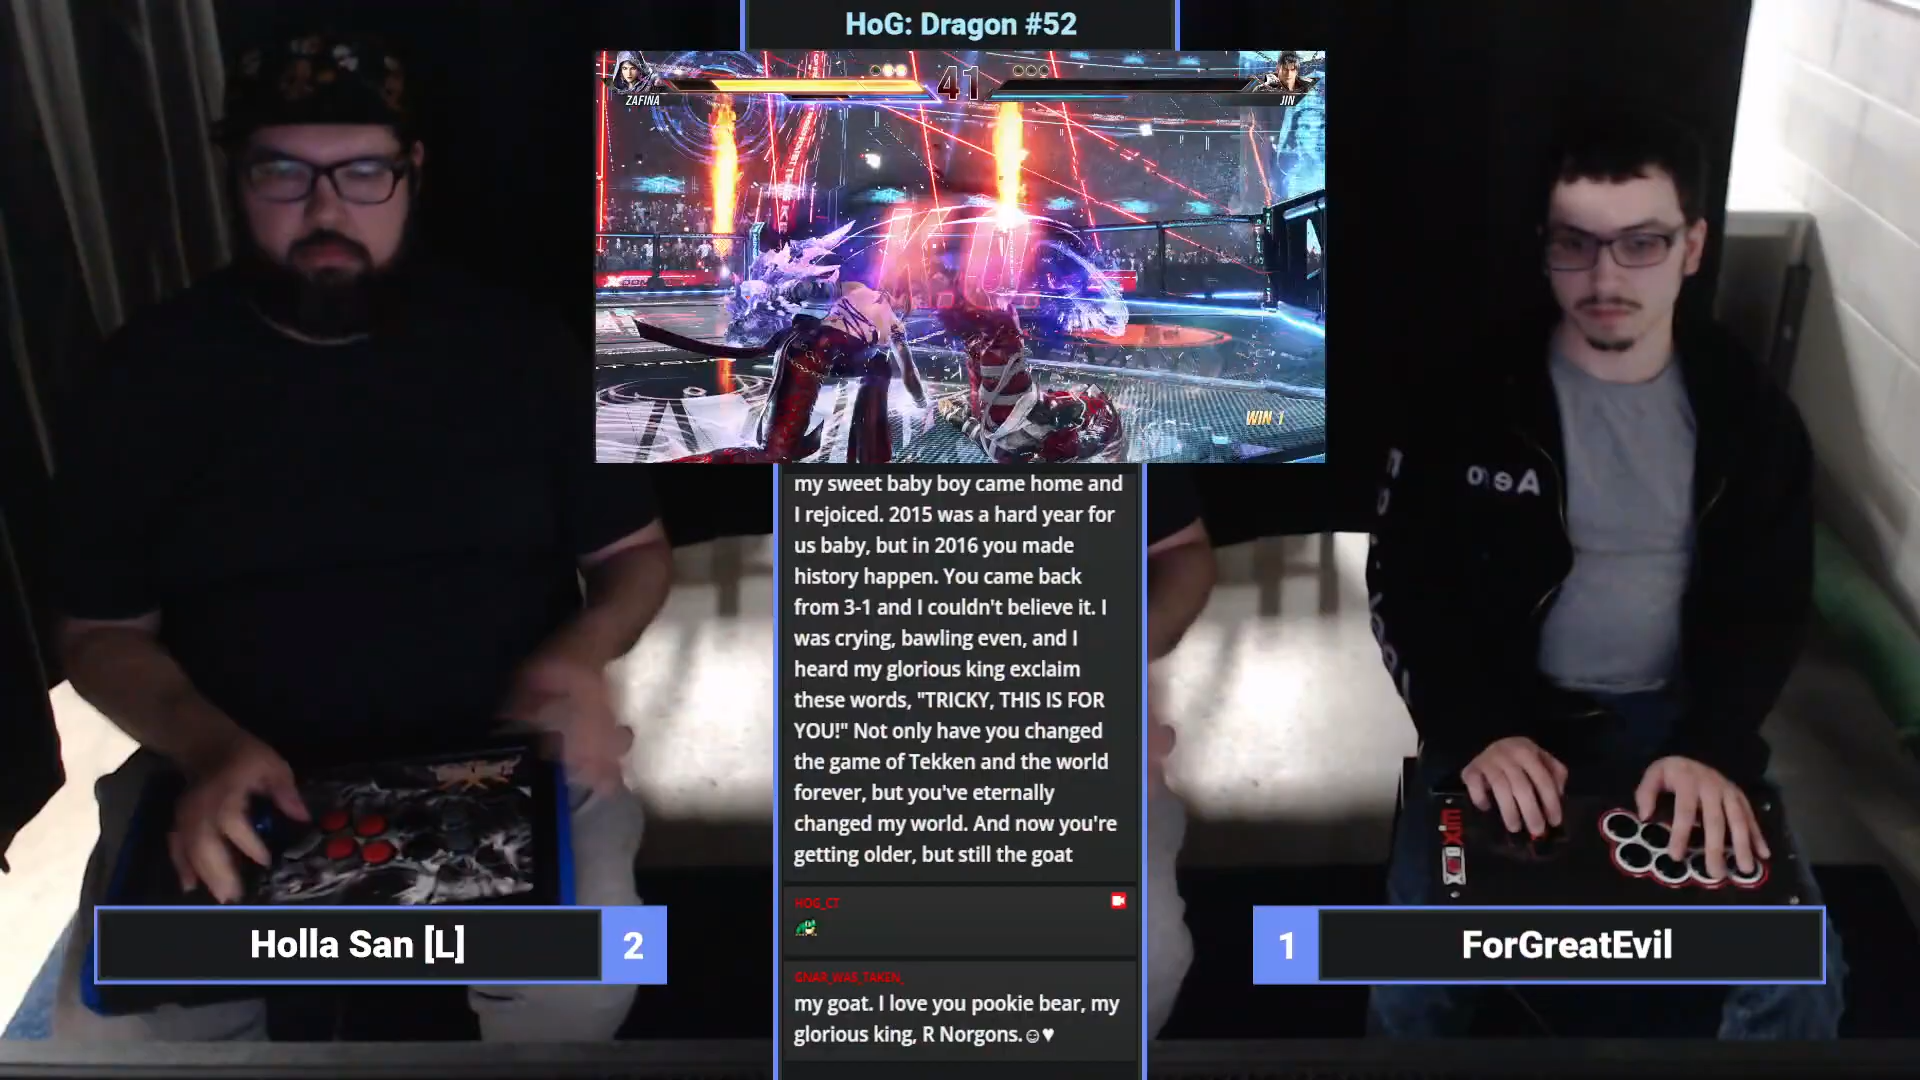 HoG: Dragon #52
ZAFINA
41
JIN
KO
WIN 1
my sweet baby boy came home and
I rejoiced. 2015 was a hard year for
us baby, but in 2016 you made
history happen. You came back
from 3-1 and I couldn't believe it. I
was crying, bawling even, and I
heard my glorious king exclaim
these words, "TRICKY, THIS IS FOR
YOU!" Not only have you changed
the game of Tekken and the world
forever, but you've eternally
changed my world. And now you're
getting older, but still the goat
HOG_CT
GNAR_WAS_TAKEN_
my goat. I love you pookie bear, my
glorious king, R Norgons.☺♥
Holla San [L]
2
1
ForGreatEvil
Aero